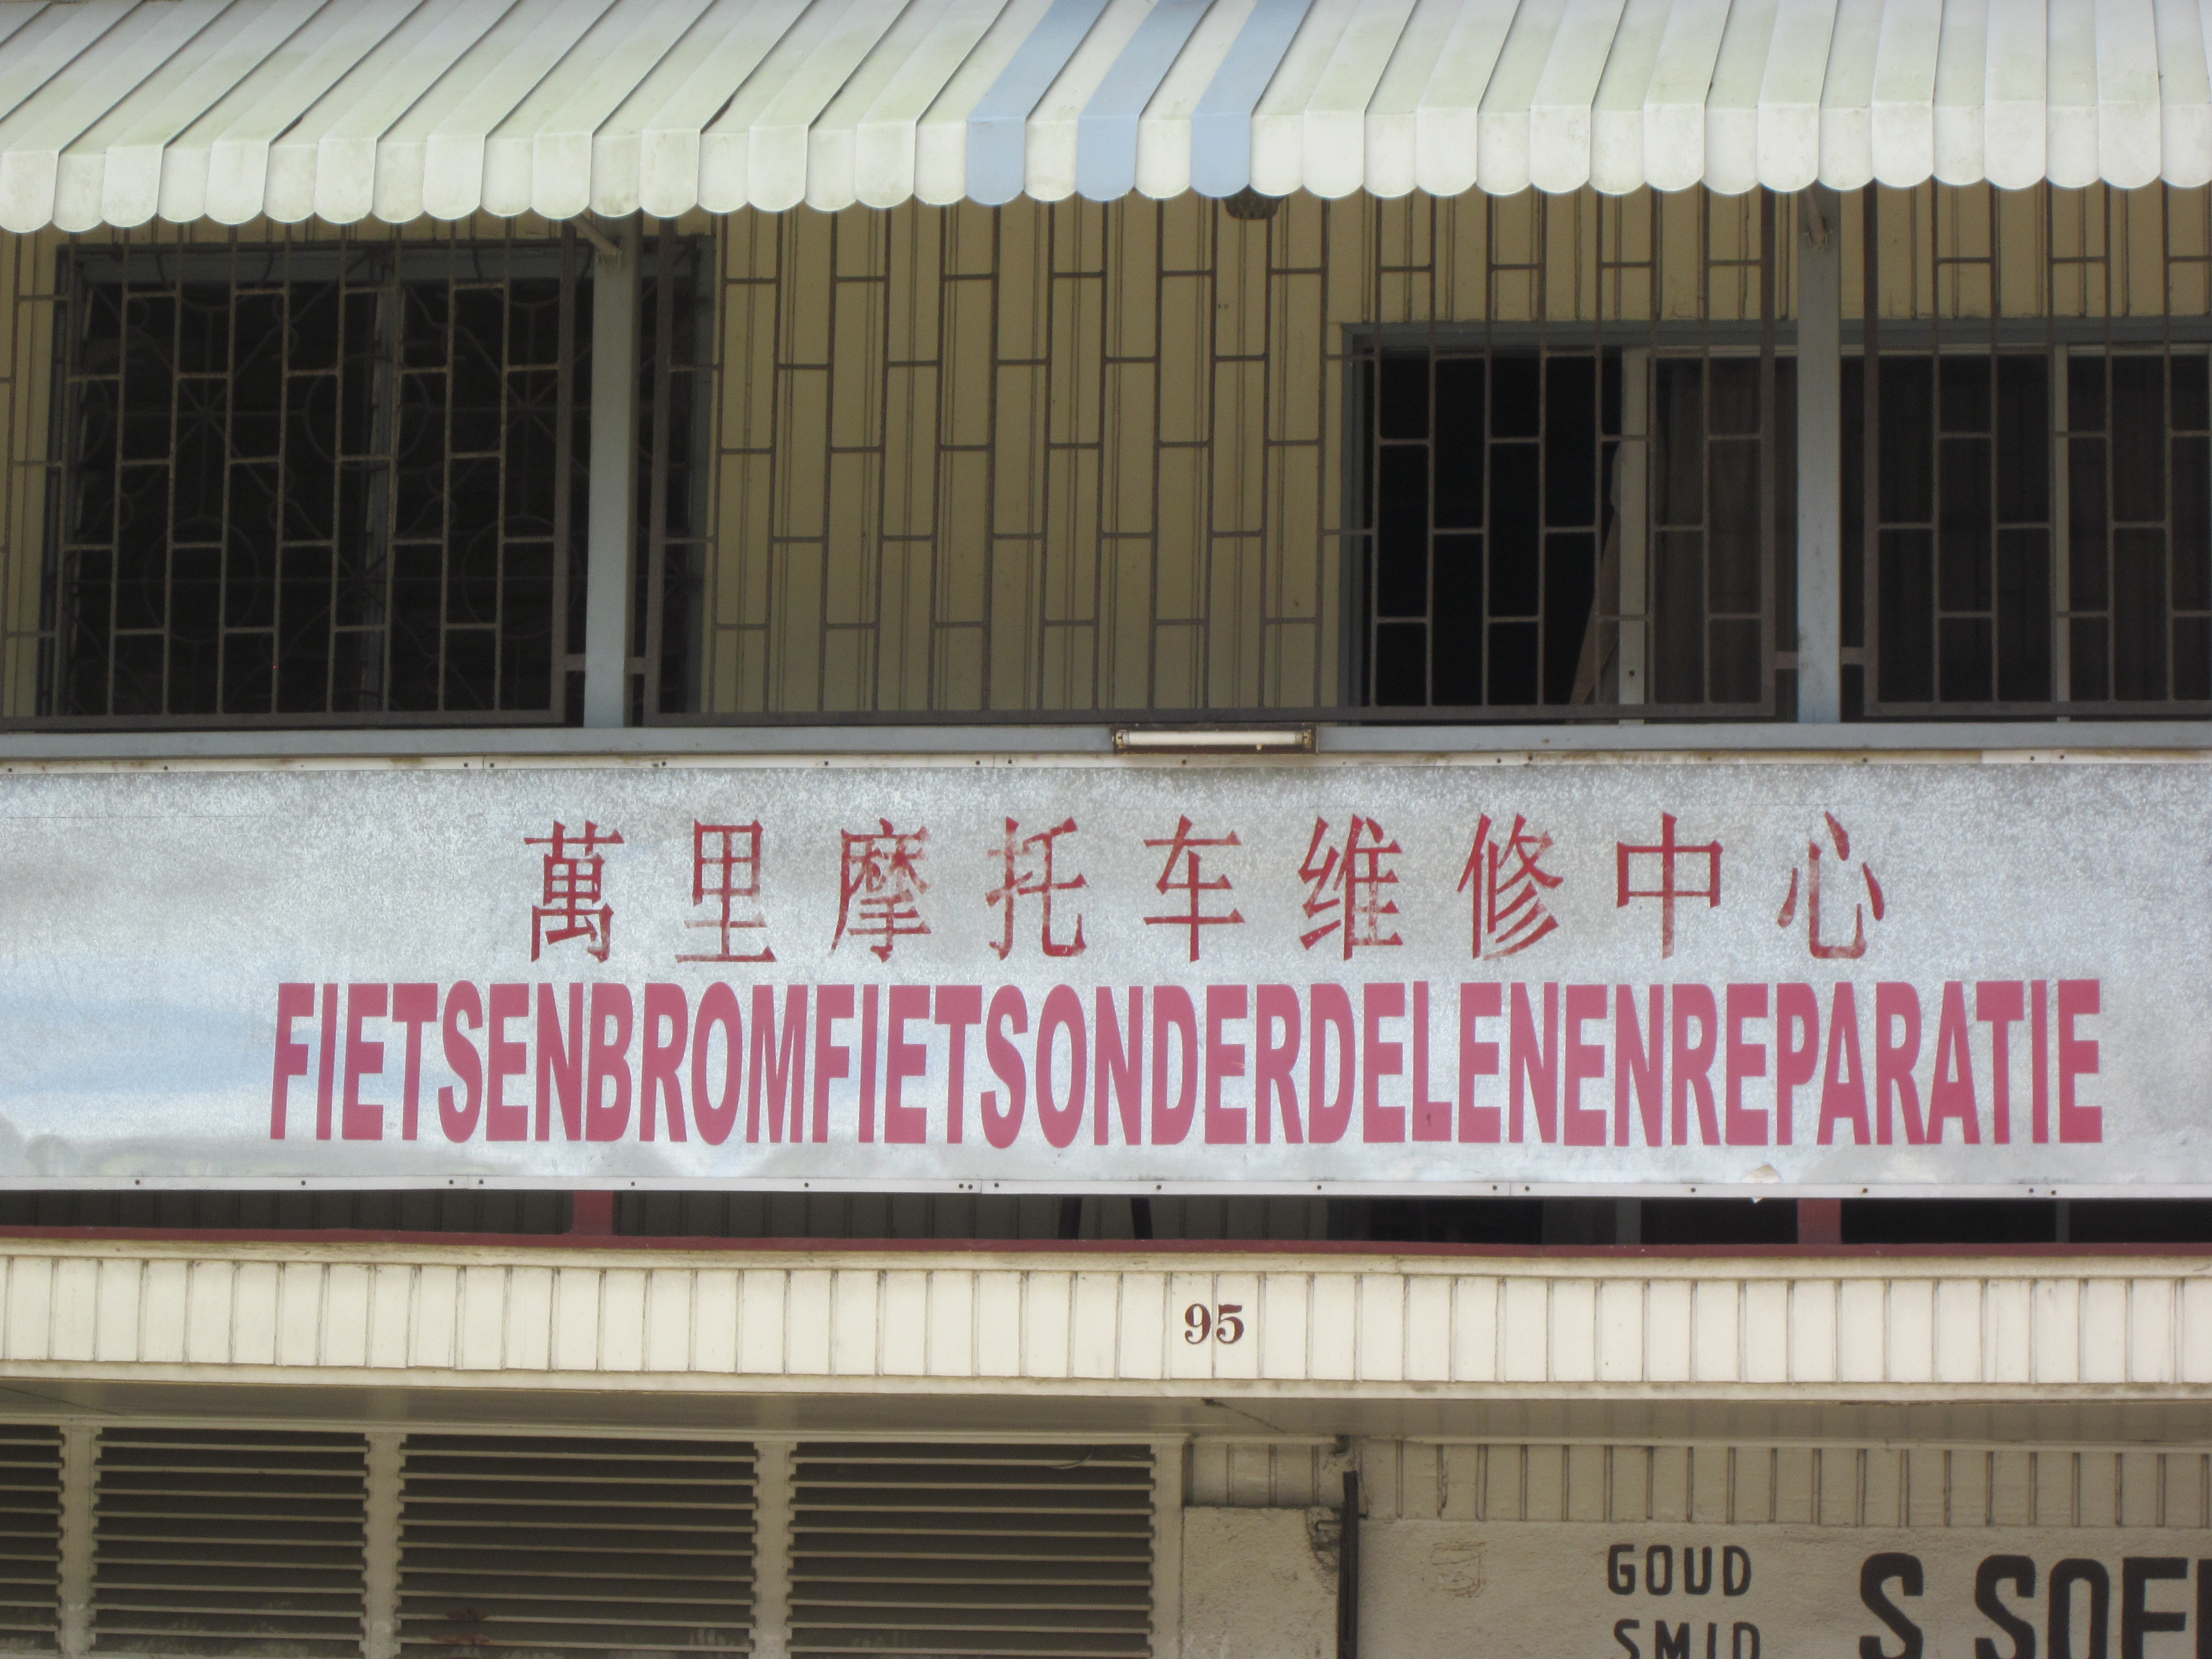 萬里摩托车维修中心
FIETSENBROMFIETSONDERDELENENREPARATIE
95
GOUD
SMID
S